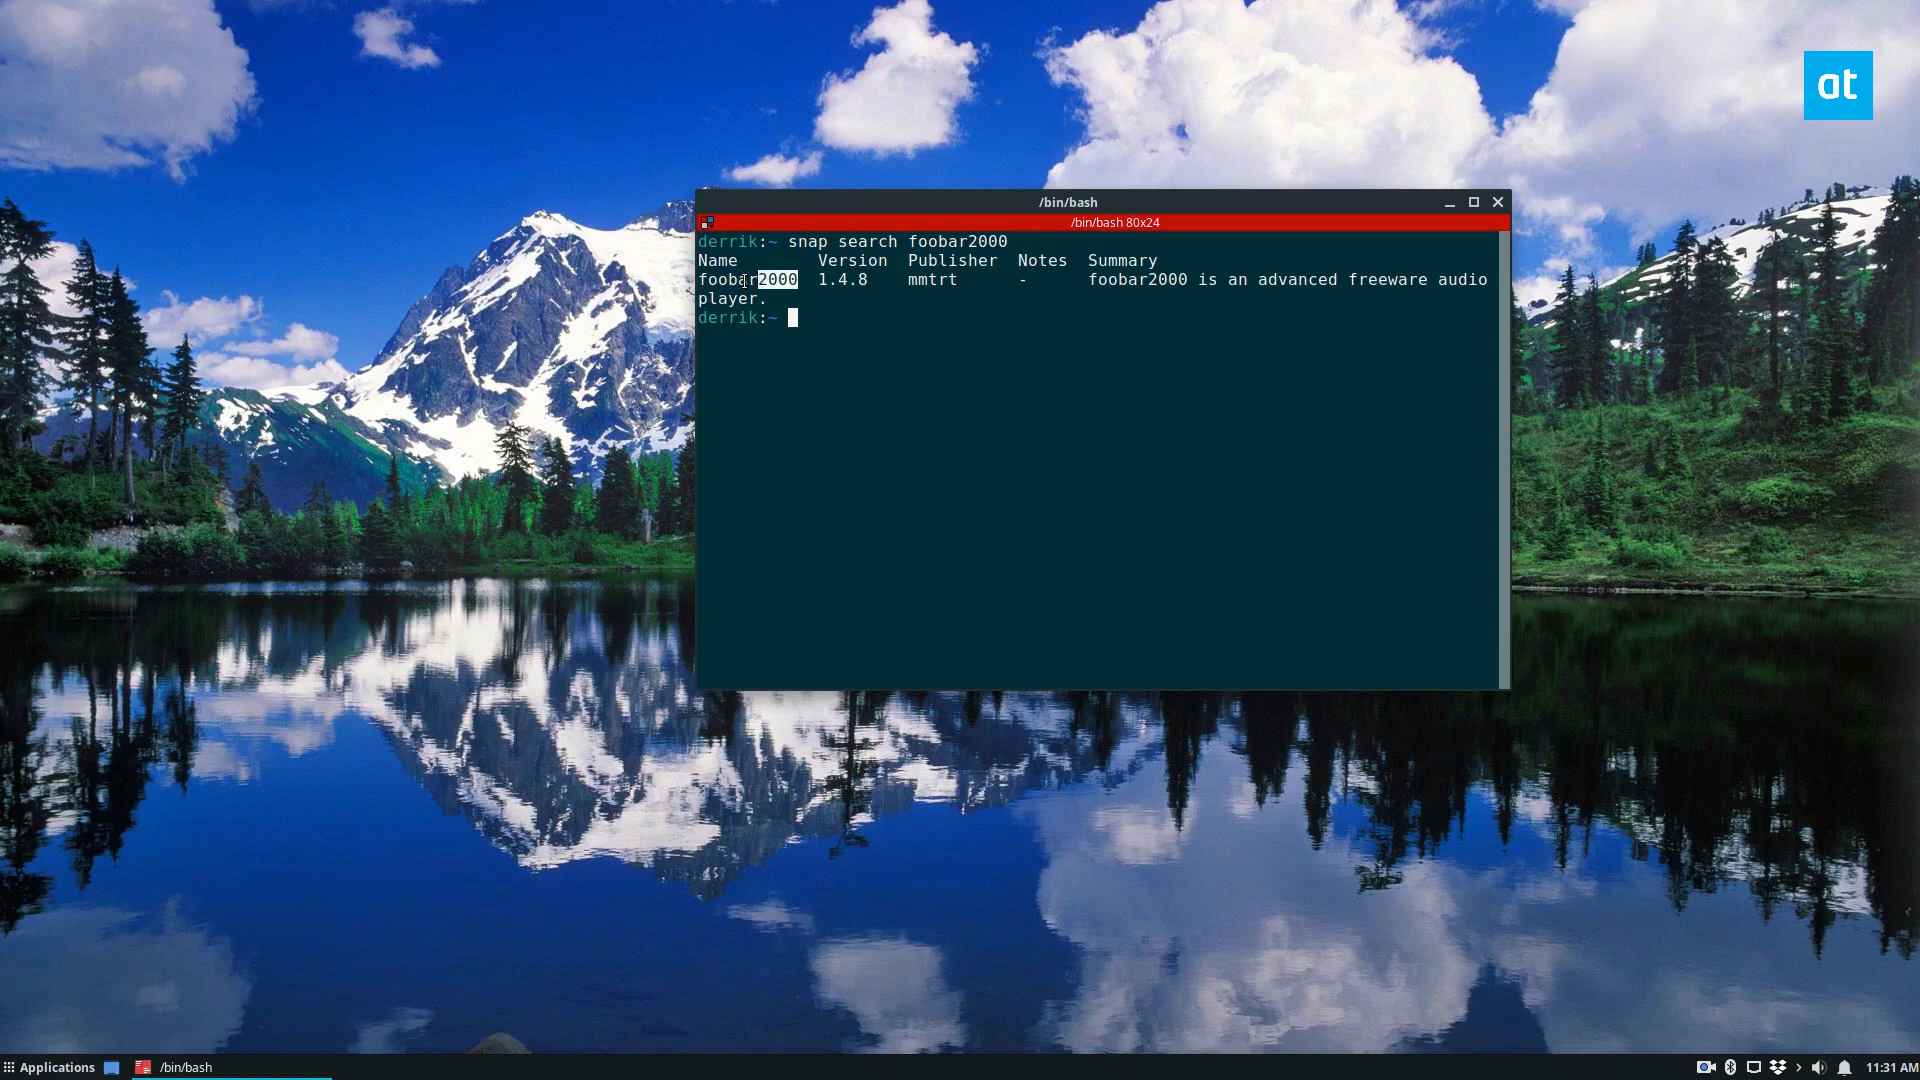 at
/bin/bash
/bin/bash 80x24
derrik:~ snap search foobar2000
Name Version Publisher Notes Summary
foobar2000 1.4.8 mmtrt - foobar2000 is an advanced freeware audio
player.
derrik:~
Applications /bin/bash 11:31 AM